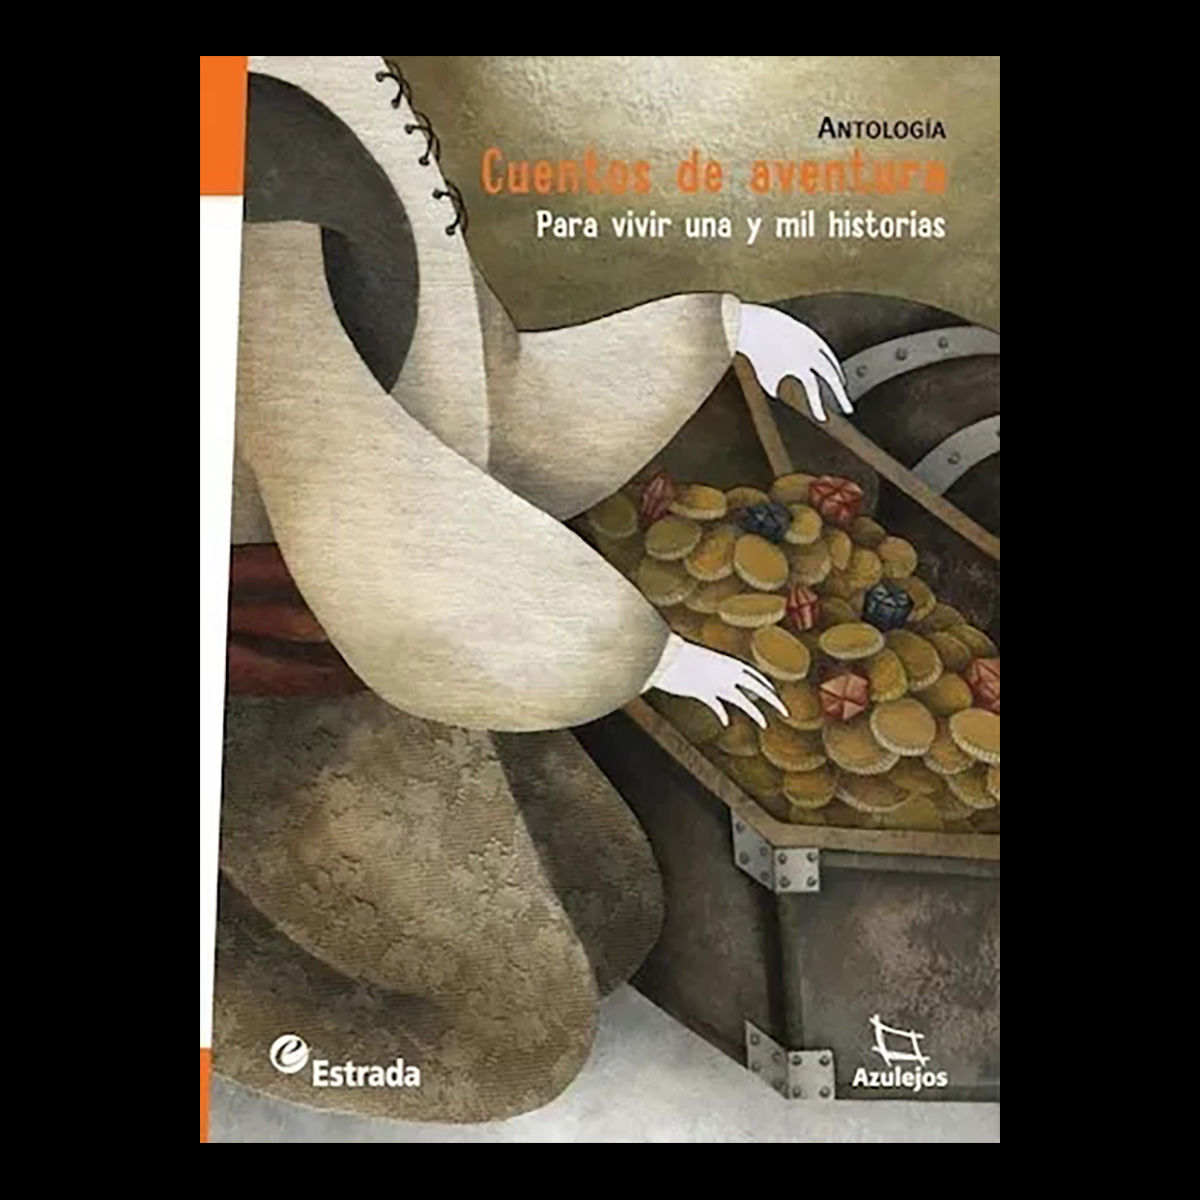 ANTOLOGÍA
Cuentos de aventura
Para vivir una y mil historias
e Estrada
Azulejos